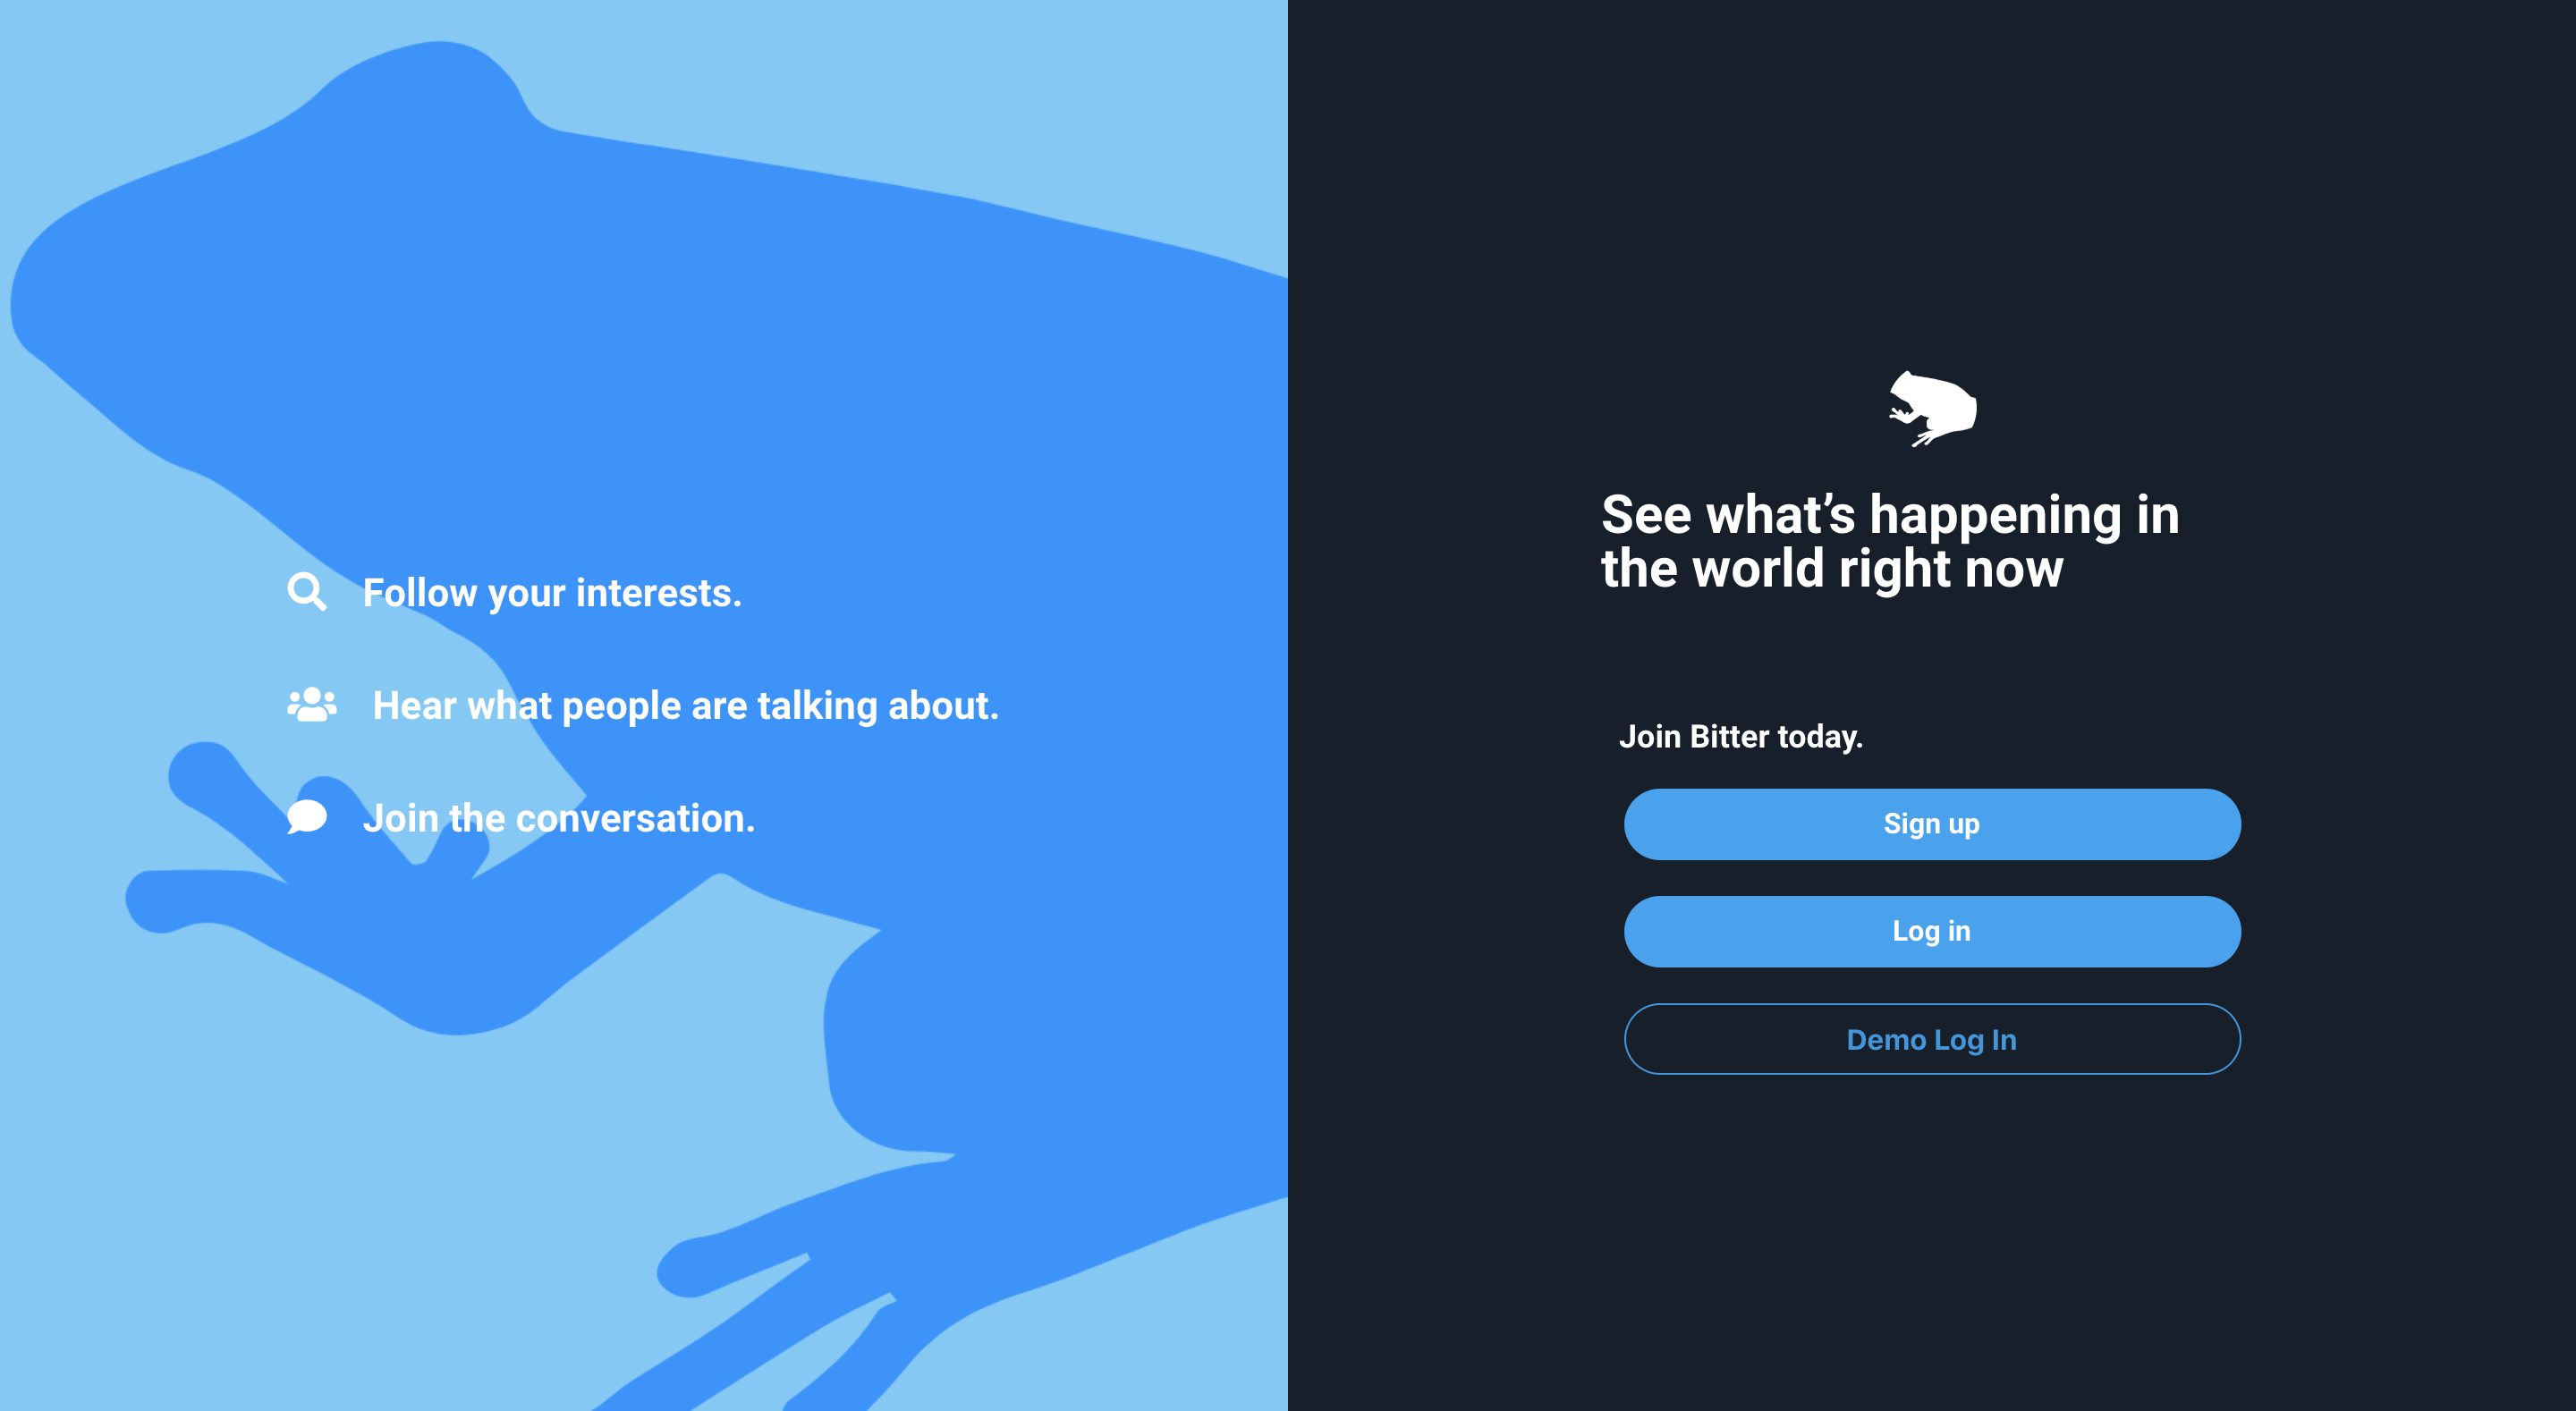 Follow your interests.
Hear what people are talking about.
Join the conversation.
See what’s happening in
the world right now
Join Bitter today.
Sign up
Log in
Demo Log In